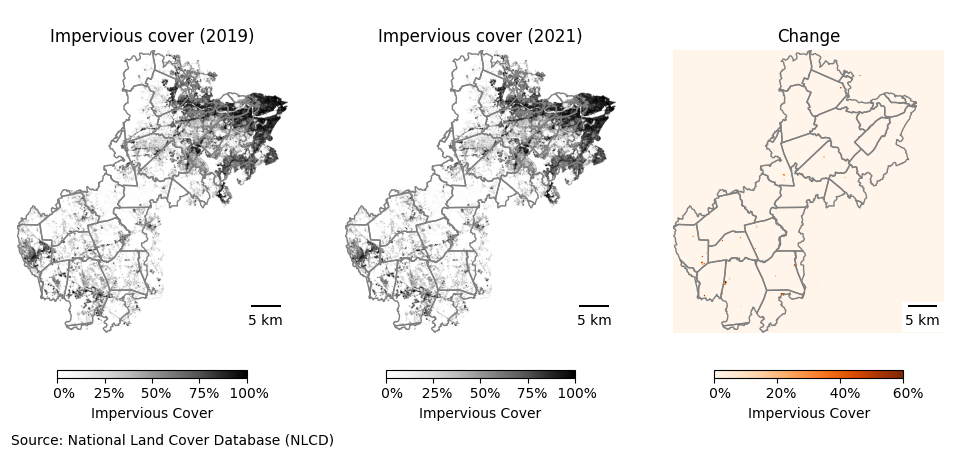 Impervious cover (2019)
Impervious cover (2021)
Change
5 km
5 km
5 km
0% 25% 50% 75% 100%
Impervious Cover
0% 25% 50% 75% 100%
Impervious Cover
0% 20% 40% 60%
Impervious Cover
Source: National Land Cover Database (NLCD)